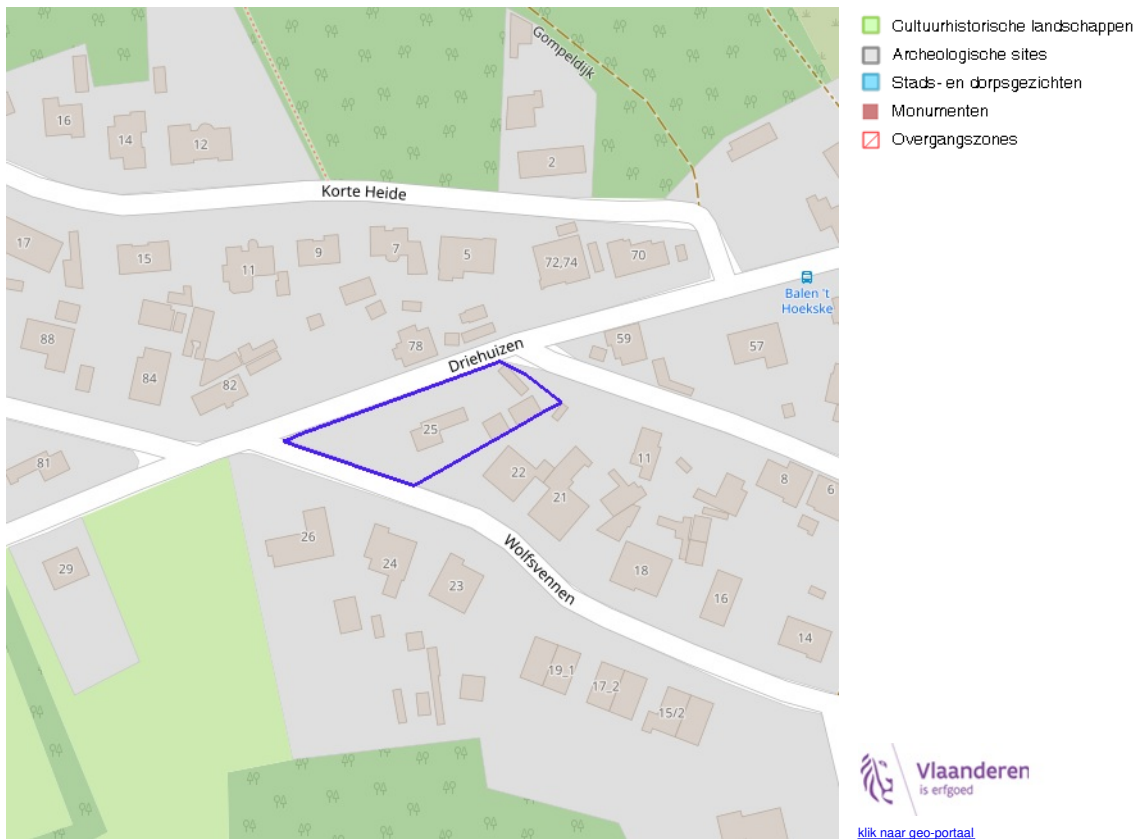 Gompeldijk
16
14
12
2
Korte Heide
17
15
11
9
7
5
72,74
70
Balen 't
Hoekske
88
84
82
78
Driehuizen
59
57
25
81
22
21
11
8
6
29
26
24
23
Wolfsvennen
18
16
14
19_1
17_2
15/2
Cultuurhistorische landschappen
Archeologische sites
Stads- en dorpsgezichten
Monumenten
Overgangszones
Vlaanderen
is erfgoed
klik naar geo-portaal